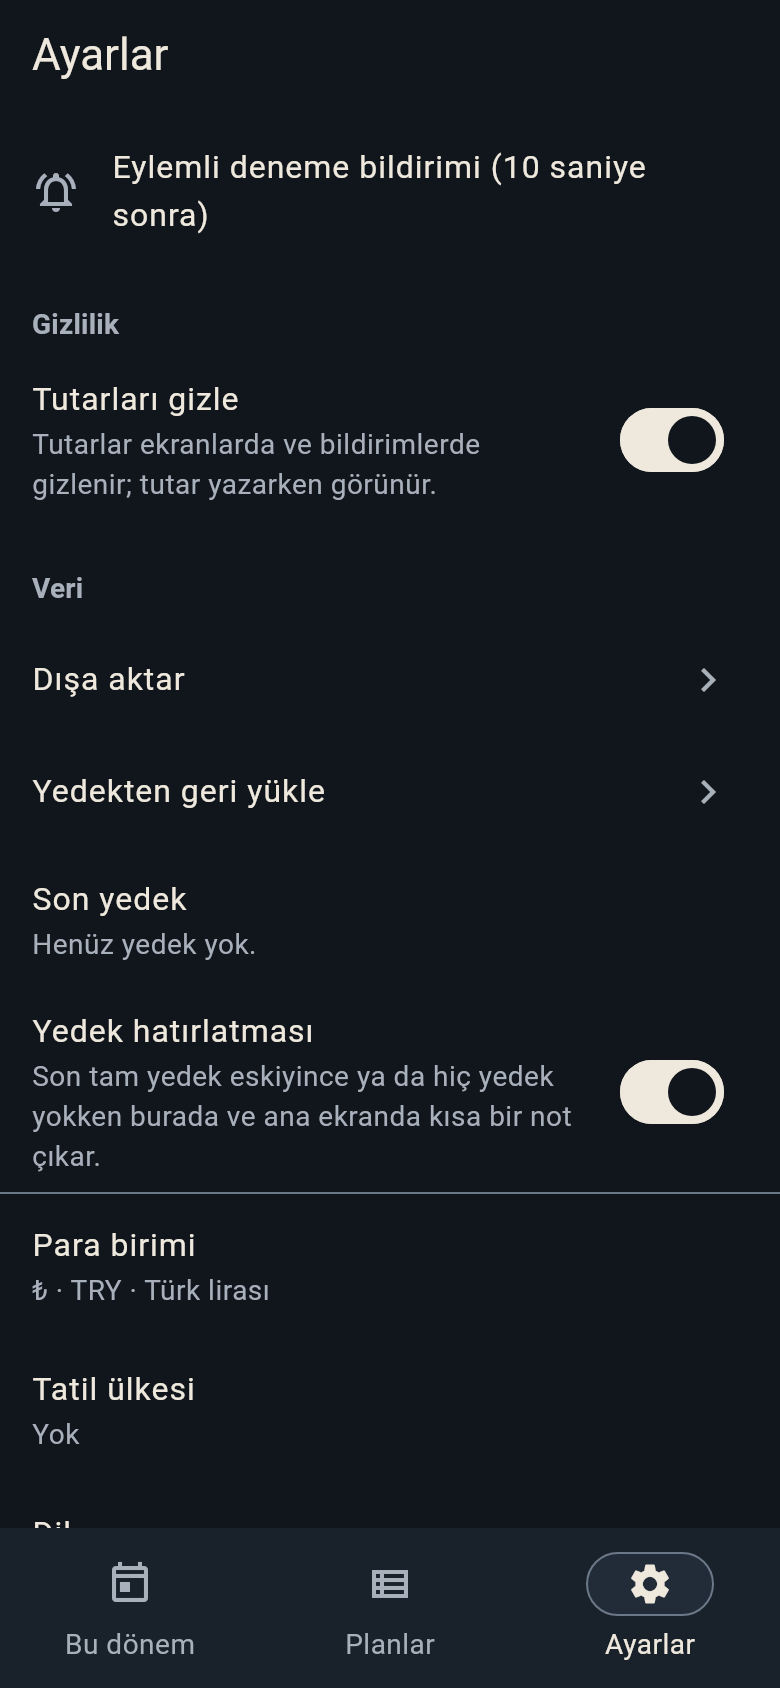 Ayarlar
Eylemli deneme bildirimi (10 saniye
sonra)
Gizlilik
Tutarları gizle
Tutarlar ekranlarda ve bildirimlerde
gizlenir; tutar yazarken görünür.
Veri
Dışa aktar
Yedekten geri yükle
Son yedek
Henüz yedek yok.
Yedek hatırlatması
Son tam yedek eskiyince ya da hiç yedek
yokken burada ve ana ekranda kısa bir not
çıkar.
Para birimi
₺ · TRY · Türk lirası
Tatil ülkesi
Yok
Bu dönem
Planlar
Ayarlar